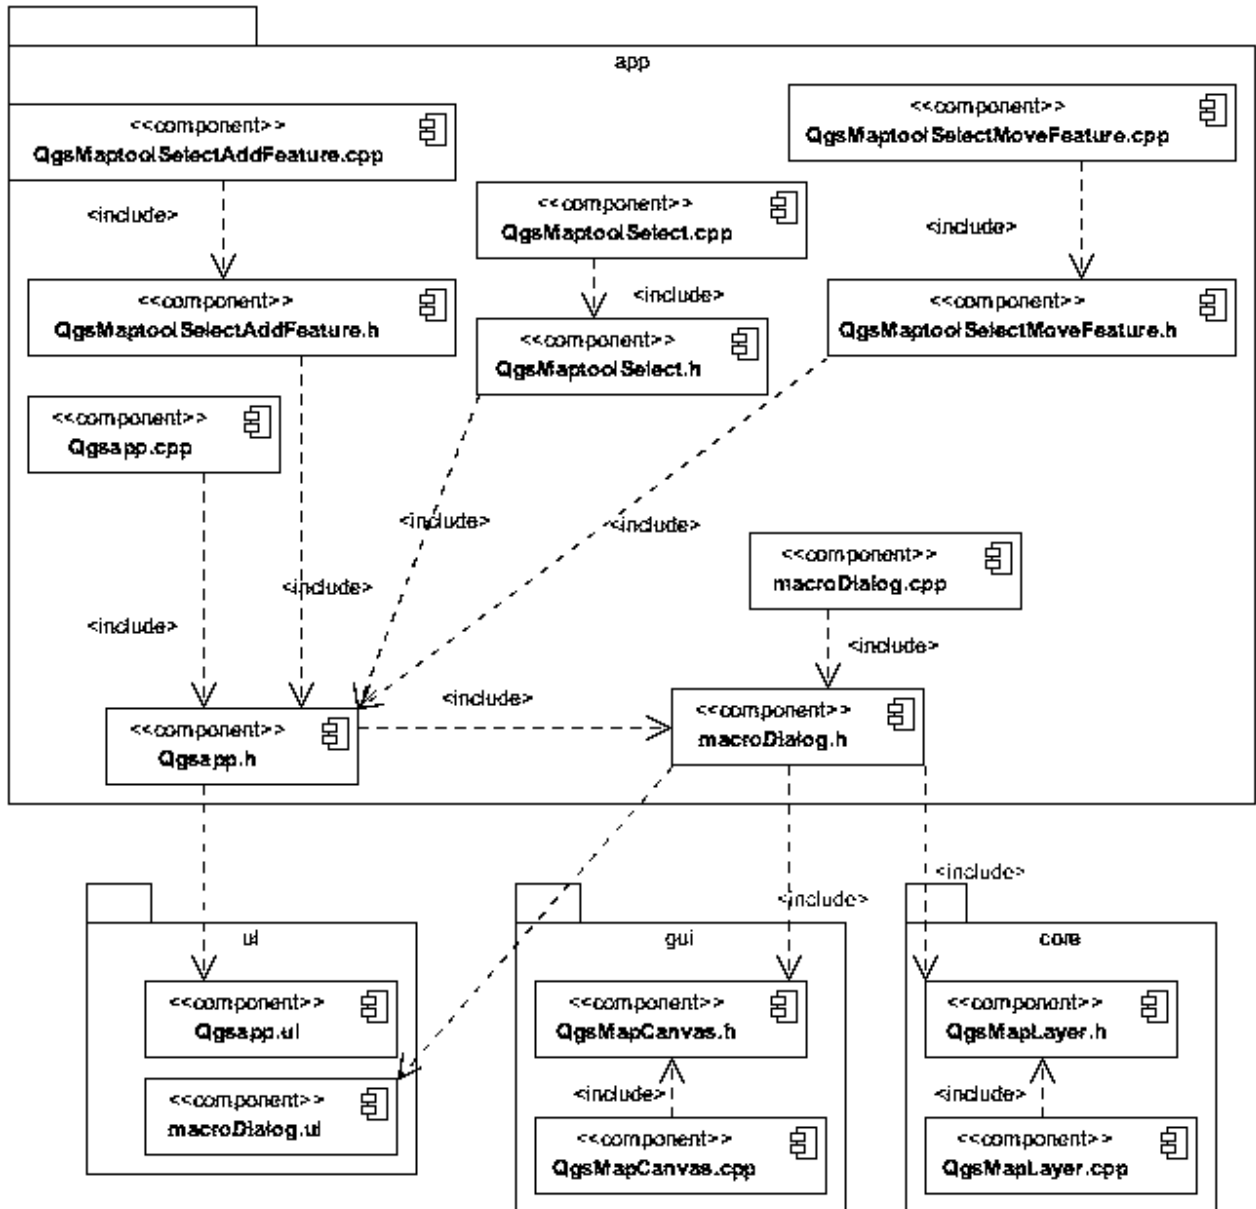 app
<<component>>
QgsMaptoolSelectAddFeature.cpp
<<component>>
QgsMaptoolSelectMoveFeature.cpp
<include>
<<component>>
QgsMaptoolSelect.cpp
<include>
<<component>>
QgsMaptoolSelectAddFeature.h
<include>
<<component>>
QgsMaptoolSelectMoveFeature.h
<<component>>
QgsMaptoolSelect.h
<<component>>
Qgsapp.cpp
<include>
<include>
<<component>>
macroDialog.cpp
<include>
<include>
<include>
<<component>>
Qgsapp.h
<include>
<<component>>
macroDialog.h
<include>
<include>
ui
gui
core
<<component>>
Qgsapp.ui
<<component>>
QgsMapCanvas.h
<<component>>
QgsMapLayer.h
<<component>>
macroDialog.ui
<include>
<include>
<<component>>
QgsMapCanvas.cpp
<<component>>
QgsMapLayer.cpp